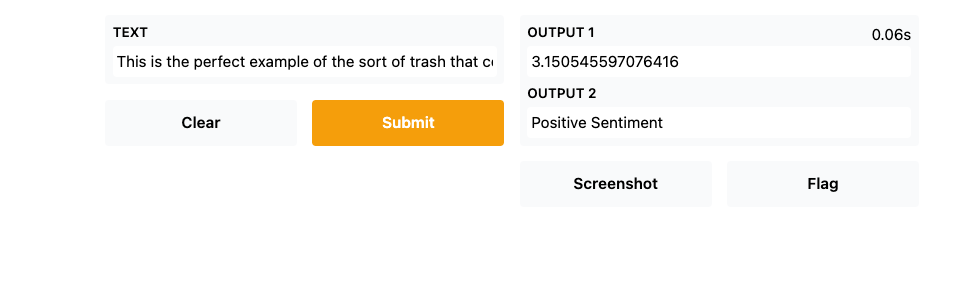 TEXT
This is the perfect example of the sort of trash that
Clear
Submit
OUTPUT 1
0.06s
3.150545597076416
OUTPUT 2
Positive Sentiment
Screenshot
Flag